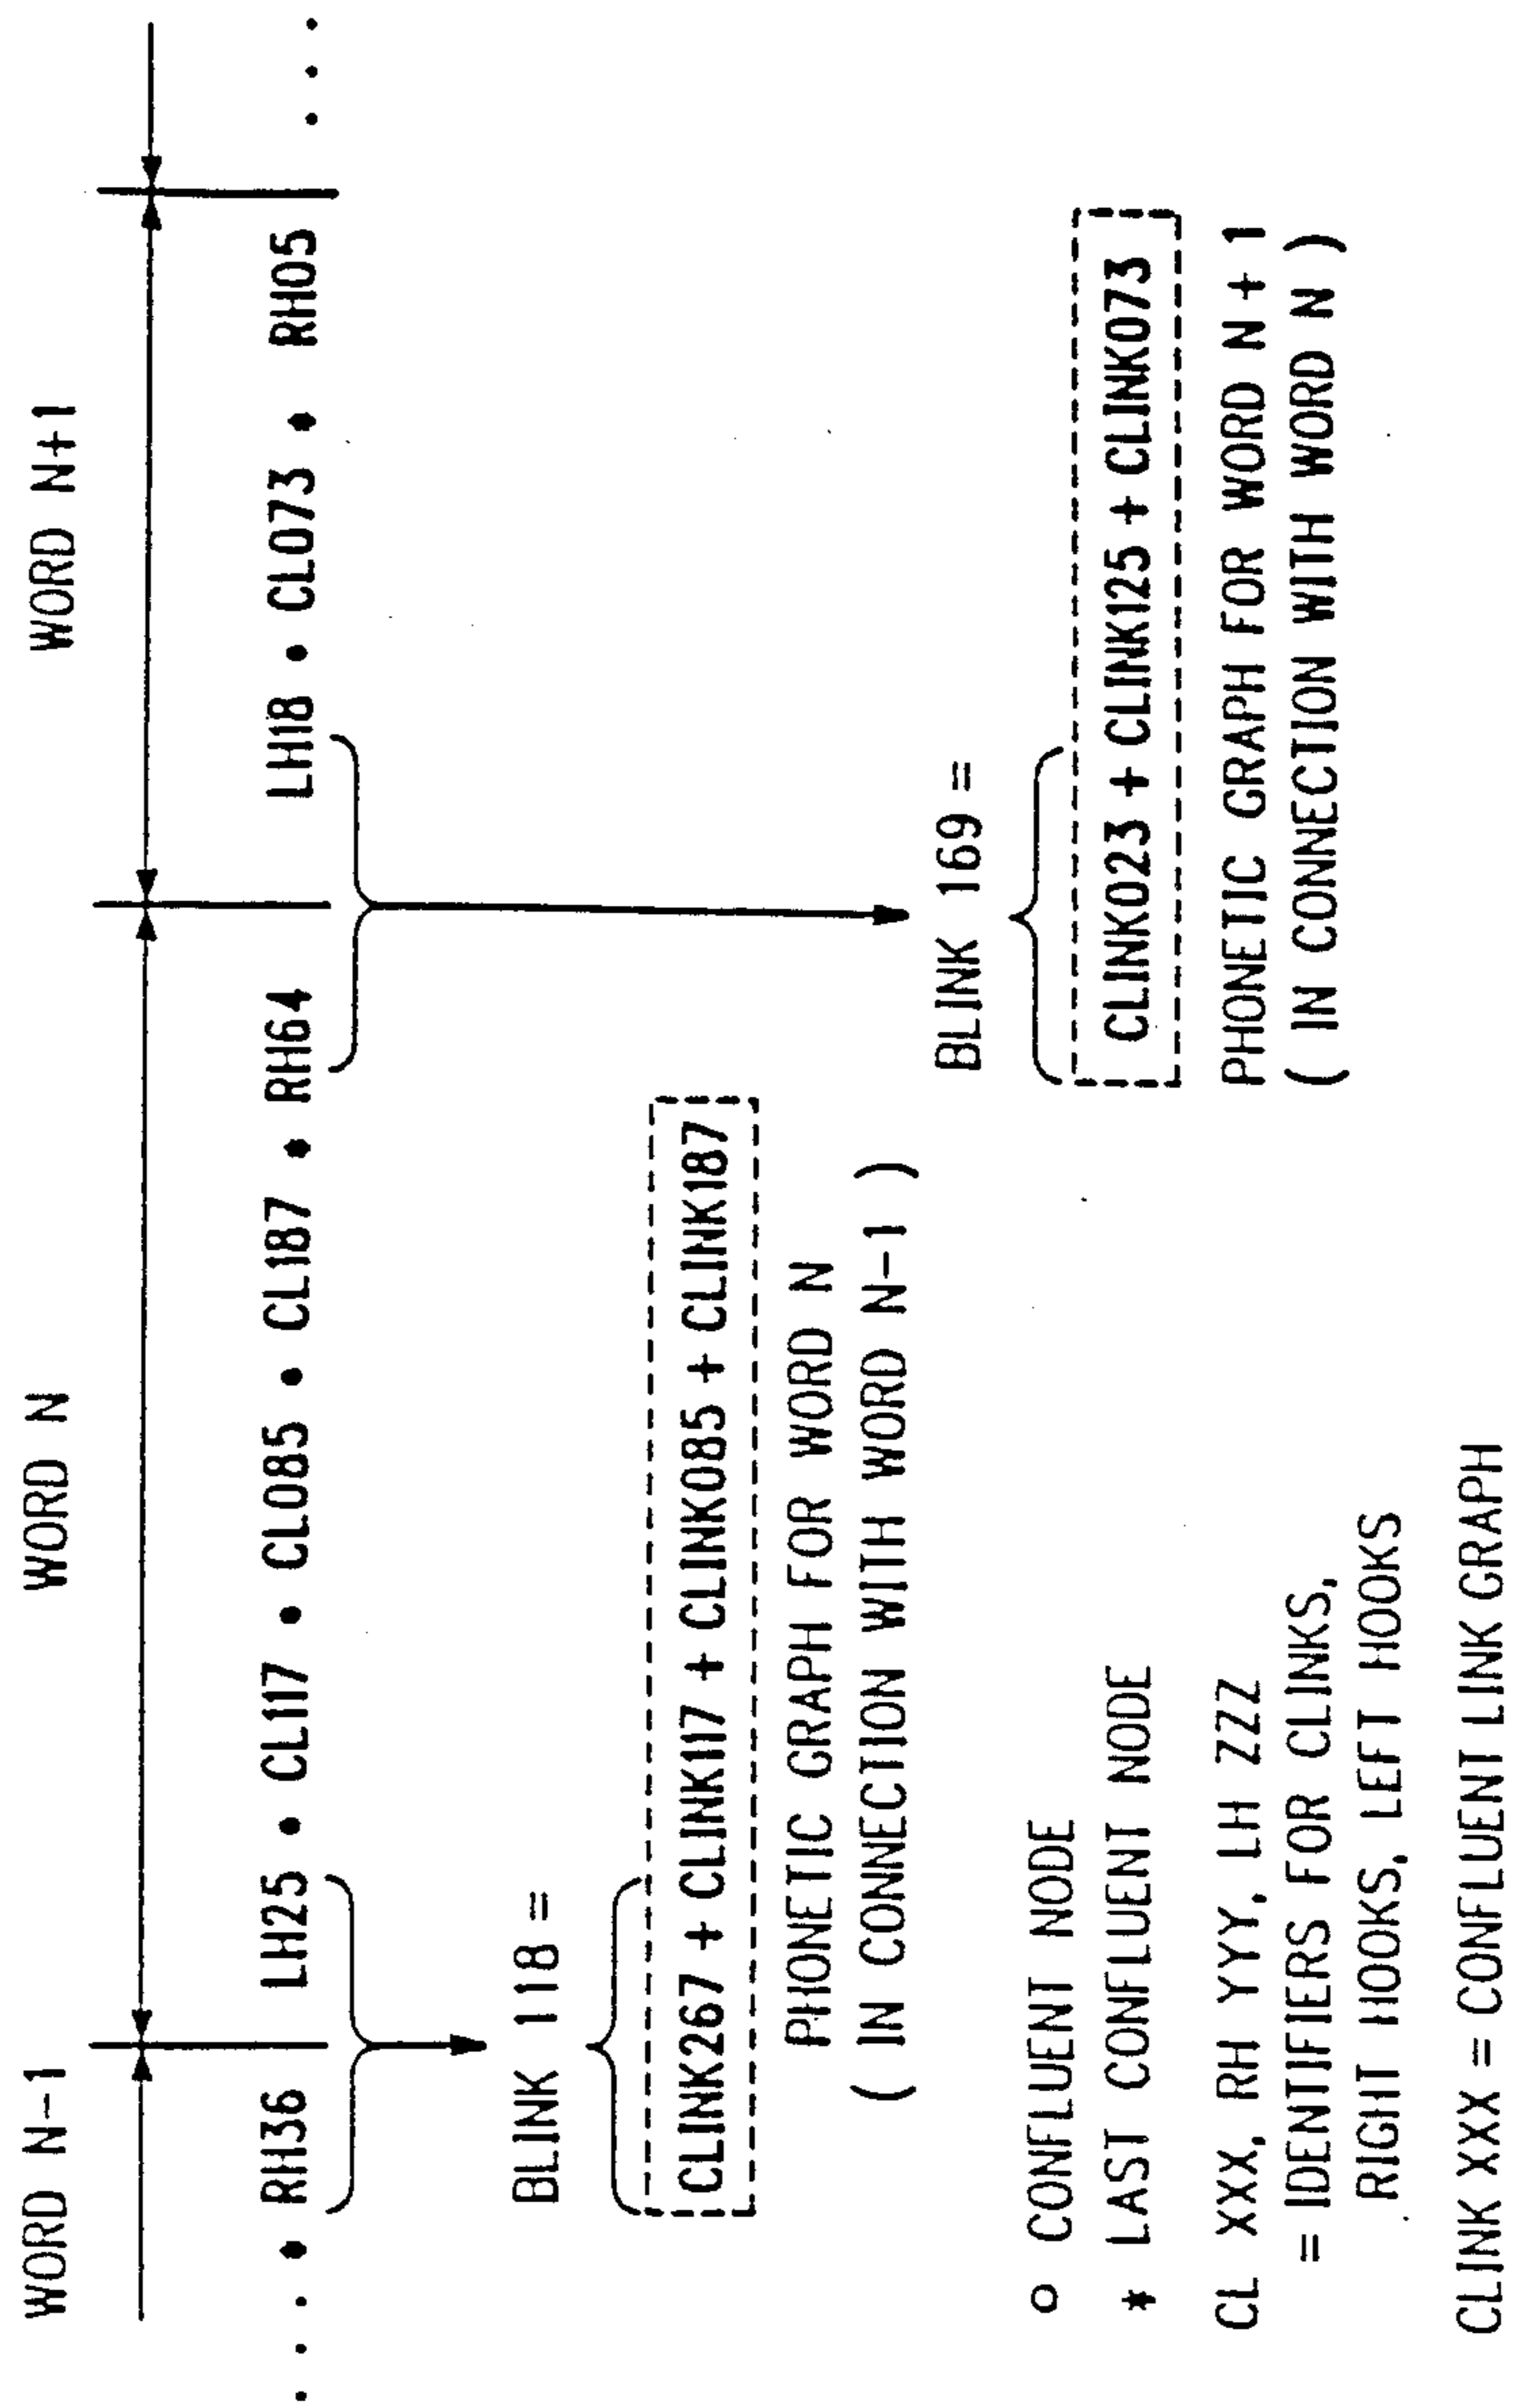 WORD N-1 WORD N WORD N+1
. . . * RH36 LH25 • CL117 • CL085 • CL187 * RH64 LH18 • CL073 * RH05 . . .
BLINK 118 =
CLINK267 + CLINK117 + CLINK085 + CLINK187
PHONETIC GRAPH FOR WORD N
( IN CONNECTION WITH WORD N-1 )
BLINK 169 =
CLINK023 + CLINK125 + CLINK073
PHONETIC GRAPH FOR WORD N + 1
( IN CONNECTION WITH WORD N )
o CONFLUENT NODE
* LAST CONFLUENT NODE
CL XXX, RH YYY, LH ZZZ
= IDENTIFIERS FOR CLINKS,
RIGHT HOOKS, LEFT HOOKS
CLINK XXX = CONFLUENT LINK GRAPH